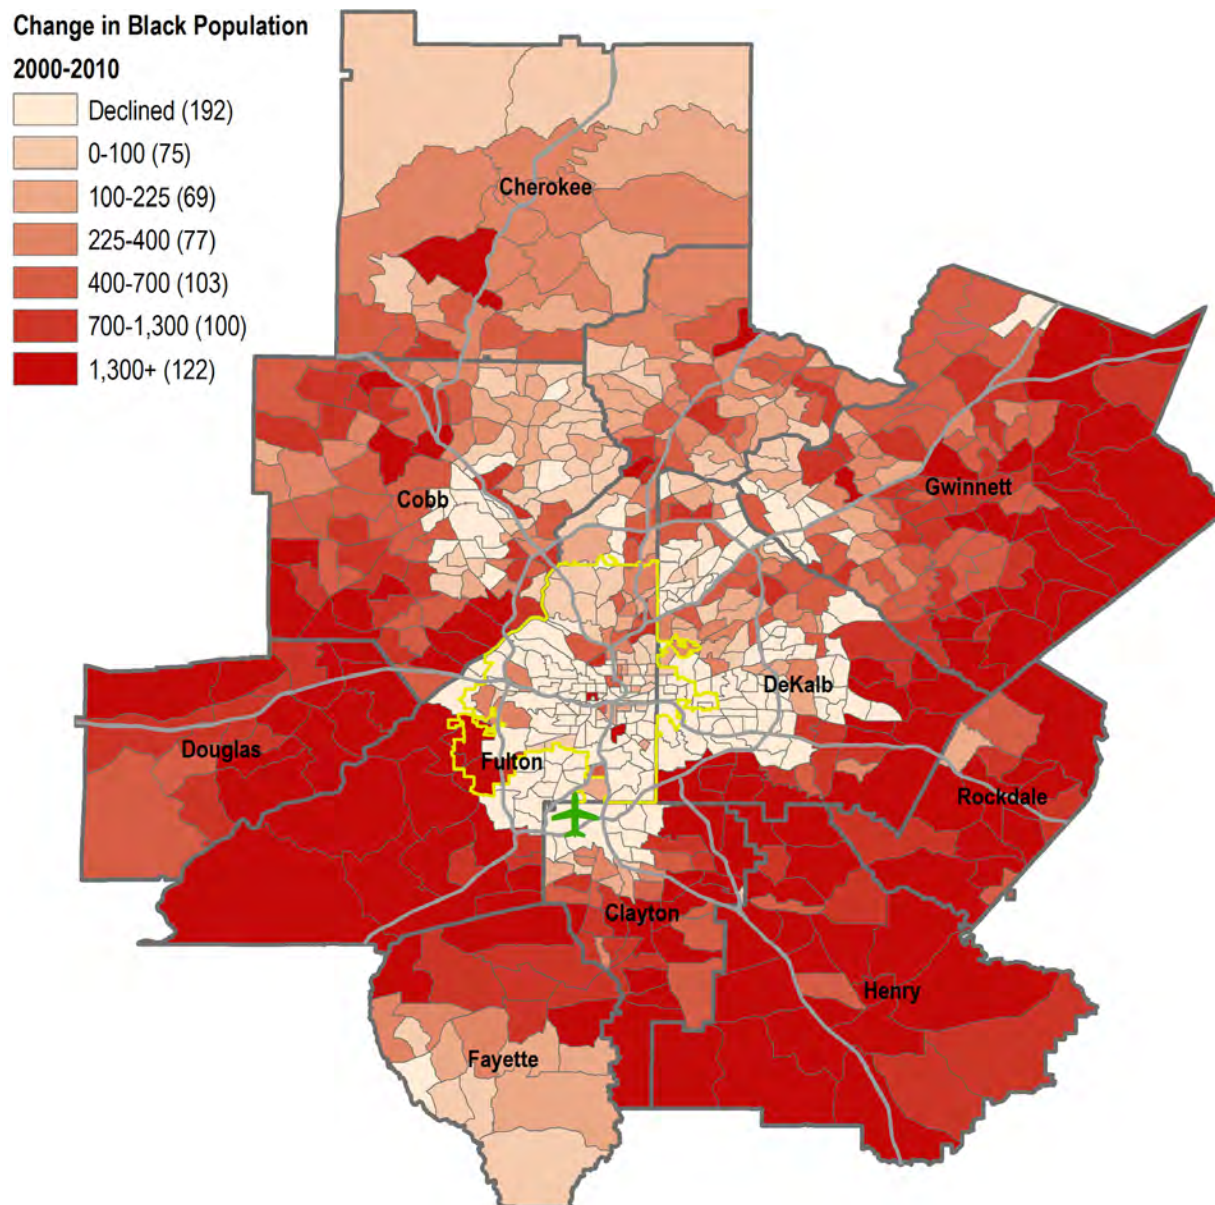 Change in Black Population
2000-2010
Declined (192)
0-100 (75)
100-225 (69)
225-400 (77)
400-700 (103)
700-1,300 (100)
1,300+ (122)
Cherokee
Cobb
Gwinnett
DeKalb
Douglas
Fulton
Rockdale
Clayton
Henry
Fayette